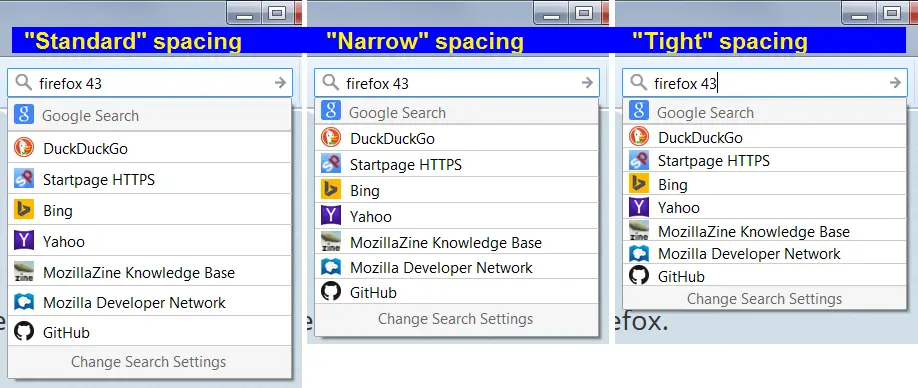 "Standard" spacing
firefox 43
Google Search
DuckDuckGo
Startpage HTTPS
Bing
Yahoo
MozillaZine Knowledge Base
Mozilla Developer Network
GitHub
Change Search Settings
"Narrow" spacing
firefox 43
Google Search
DuckDuckGo
Startpage HTTPS
Bing
Yahoo
MozillaZine Knowledge Base
Mozilla Developer Network
GitHub
Change Search Settings
"Tight" spacing
firefox 43
Google Search
DuckDuckGo
Startpage HTTPS
Bing
Yahoo
MozillaZine Knowledge Base
Mozilla Developer Network
GitHub
Change Search Settings
efox.